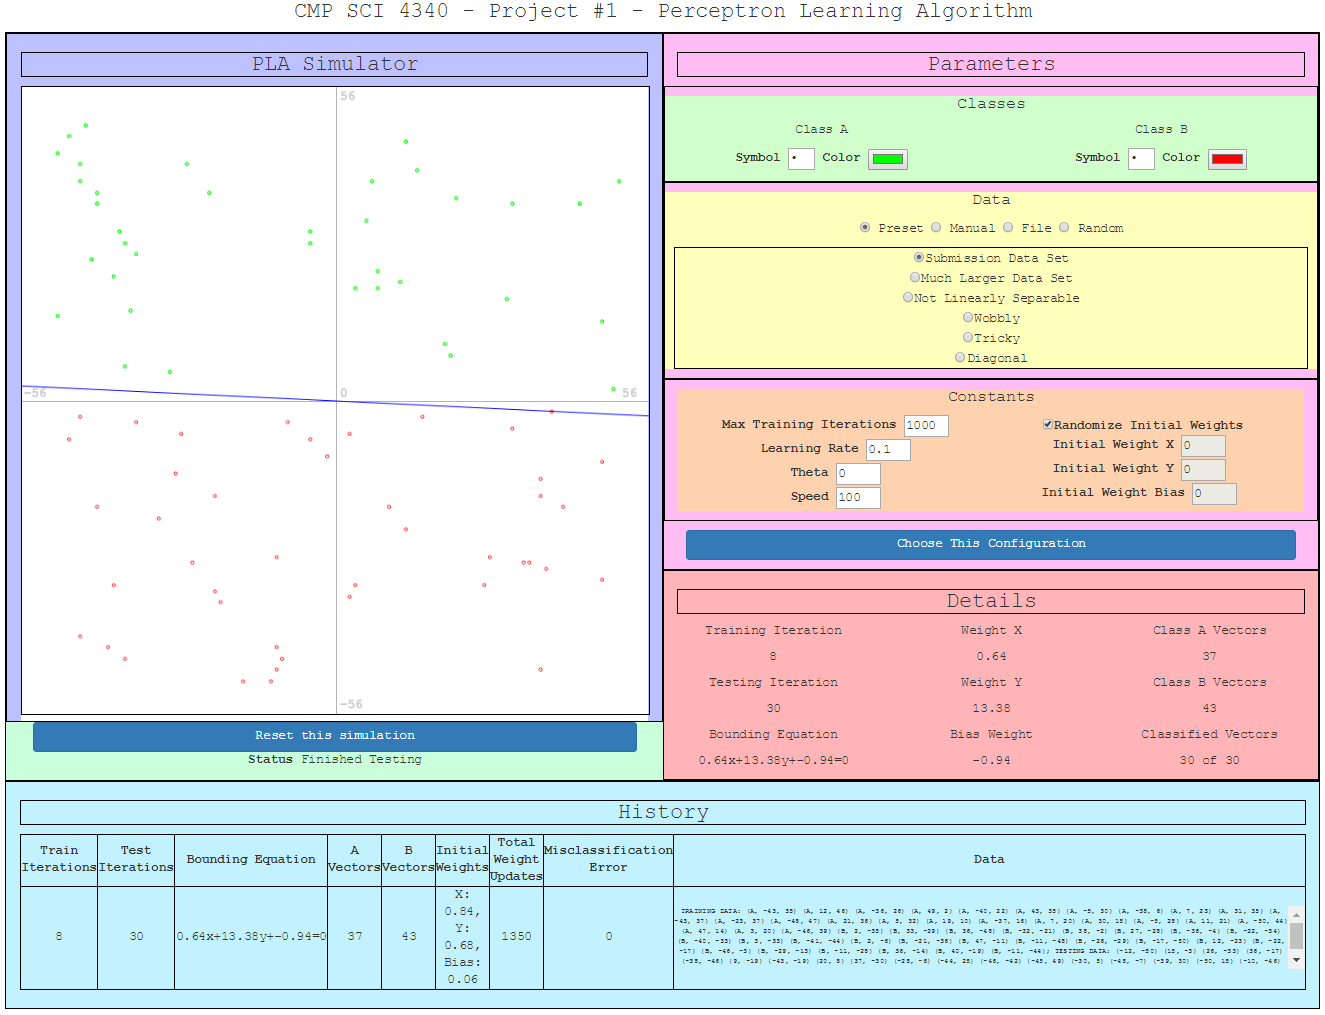 CMP SCI 4340 - Project #1 - Perceptron Learning Algorithm
PLA Simulator
56
-56
0
56
-56
Reset this simulation
Status Finished Testing
Parameters
Classes
Class A
Class B
Symbol • Color
Symbol • Color
Data
Preset Manual File Random
Submission Data Set
Much Larger Data Set
Not Linearly Separable
Wobbly
Tricky
Diagonal
Constants
Max Training Iterations 1000
Learning Rate 0.1
Theta 0
Speed 100
Randomize Initial Weights
Initial Weight X 0
Initial Weight Y 0
Initial Weight Bias 0
Choose This Configuration
Details
Training Iteration
Weight X
Class A Vectors
8
0.64
37
Testing Iteration
Weight Y
Class B Vectors
30
13.38
43
Bounding Equation
Bias Weight
Classified Vectors
0.64x+13.38y+-0.94=0
-0.94
30 of 30
History
Train Iterations
Test Iterations
Bounding Equation
A Vectors
B Vectors
Initial Weights
Total Weight Updates
Misclassification Error
Data
8
30
0.64x+13.38y+-0.94=0
37
43
X: 0.84, Y: 0.68, Bias: 0.06
1350
0
TRAINING DATA:
TESTING DATA: